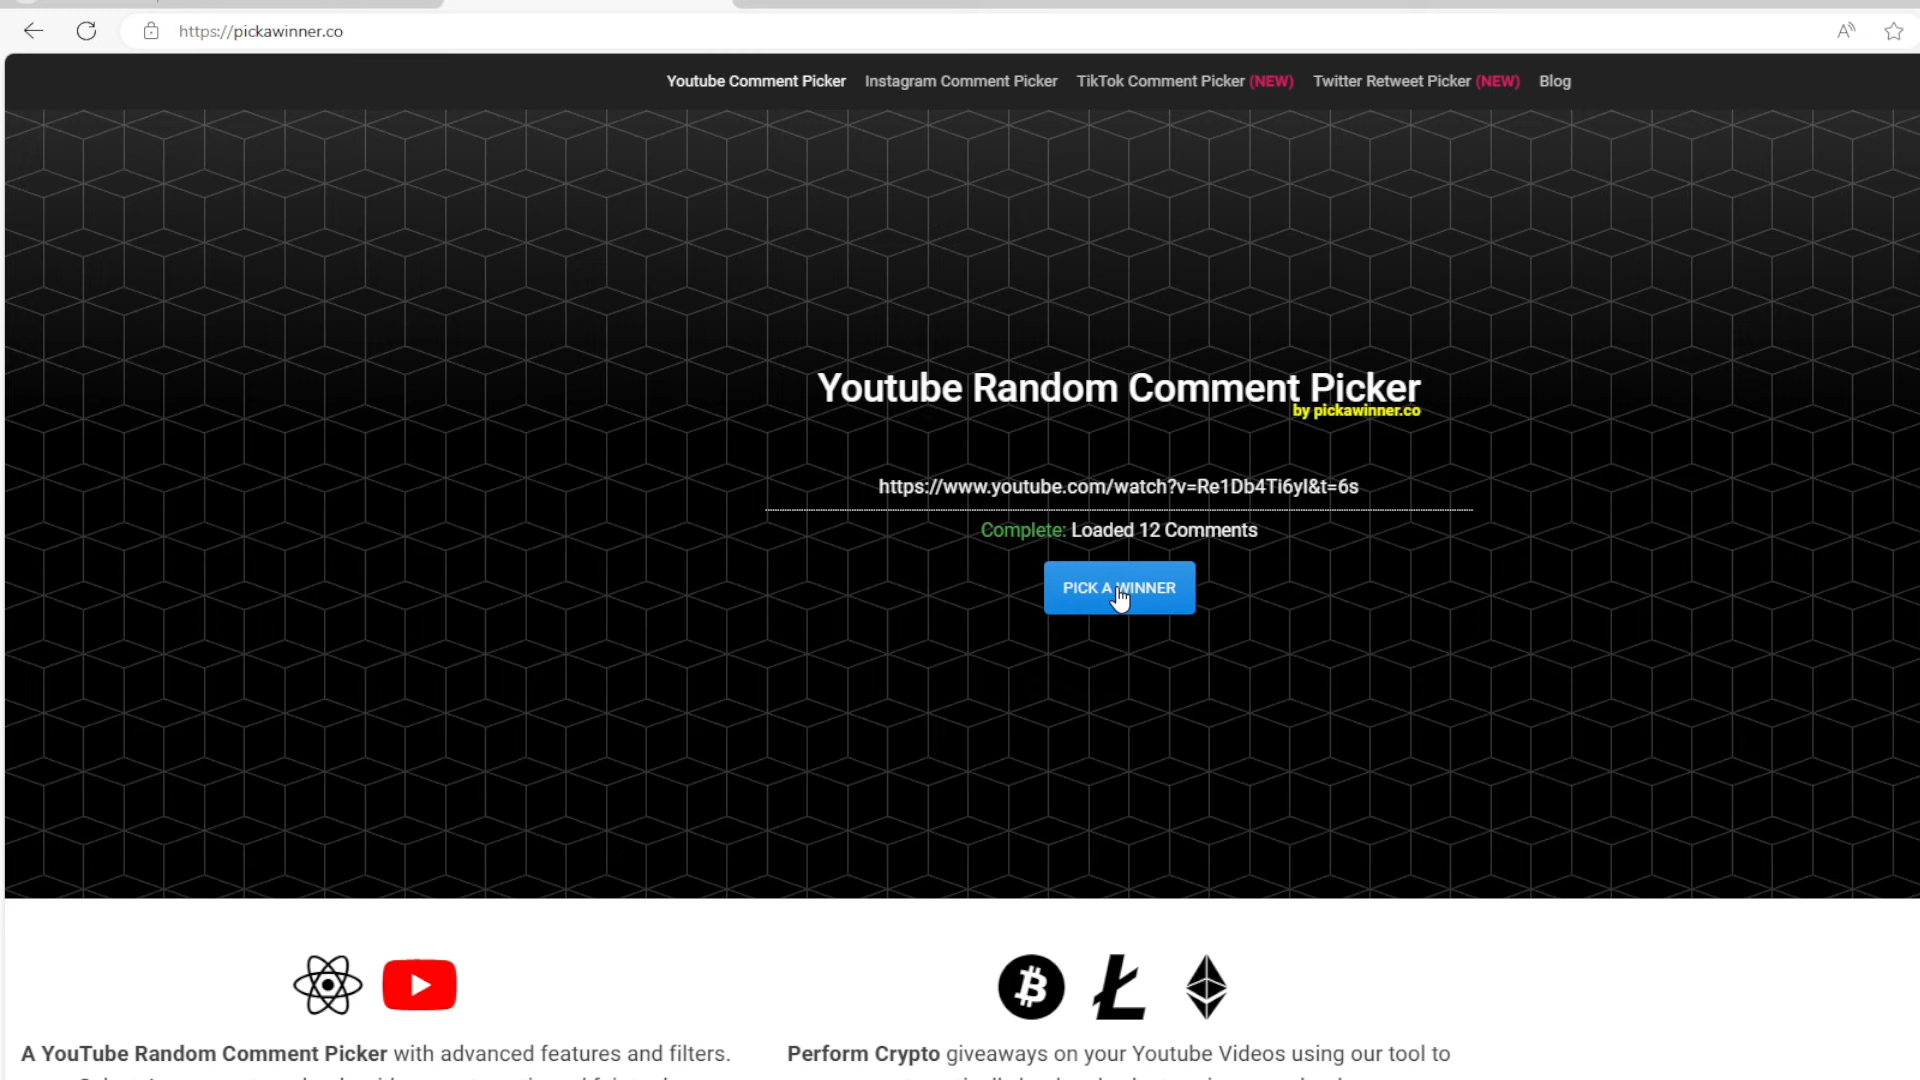 https://pickawinner.co
Youtube Comment Picker Instagram Comment Picker TikTok Comment Picker (NEW) Twitter Retweet Picker (NEW) Blog
Youtube Random Comment Picker
by pickawinner.co
https://www.youtube.com/watch?v=Re1Db4Ti6yI&t=6s
Complete: Loaded 12 Comments
PICK A WINNER
A YouTube Random Comment Picker with advanced features and filters.
Perform Crypto giveaways on your Youtube Videos using our tool to